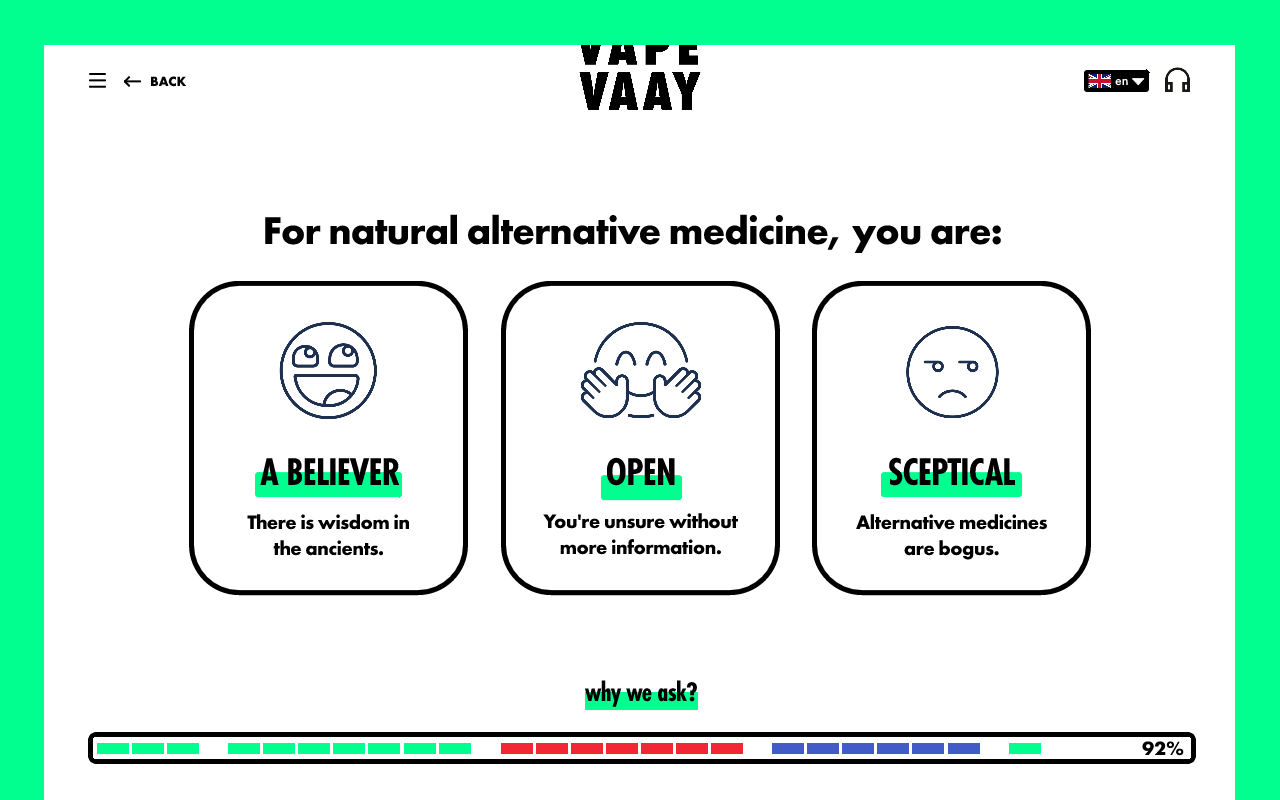 VAPE
VAAY
BACK
en
For natural alternative medicine, you are:
A BELIEVER
There is wisdom in
the ancients.
OPEN
You're unsure without
more information.
SCEPTICAL
Alternative medicines
are bogus.
why we ask?
92%